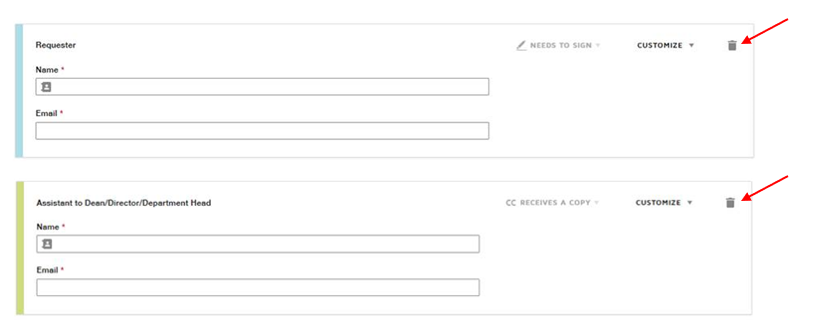 Requester NEEDS TO SIGN CUSTOMIZE
Name *
Email *
Assistant to Dean/Director/Department Head CC RECEIVES A COPY CUSTOMIZE
Name *
Email *